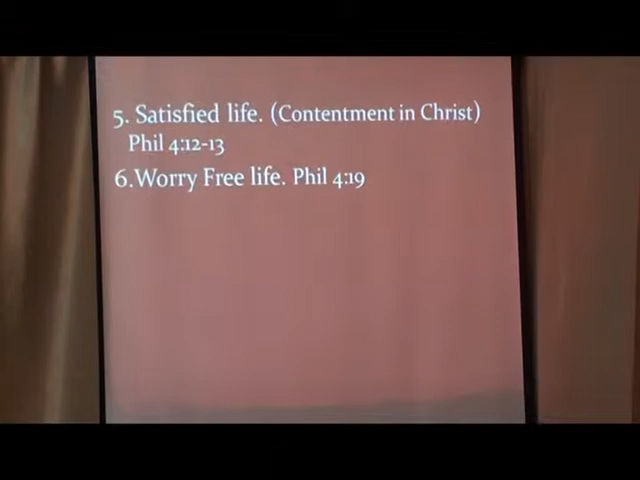 5. Satisfied life. (Contentment in Christ)
Phil 4:12-13
6.Worry Free life. Phil 4:19